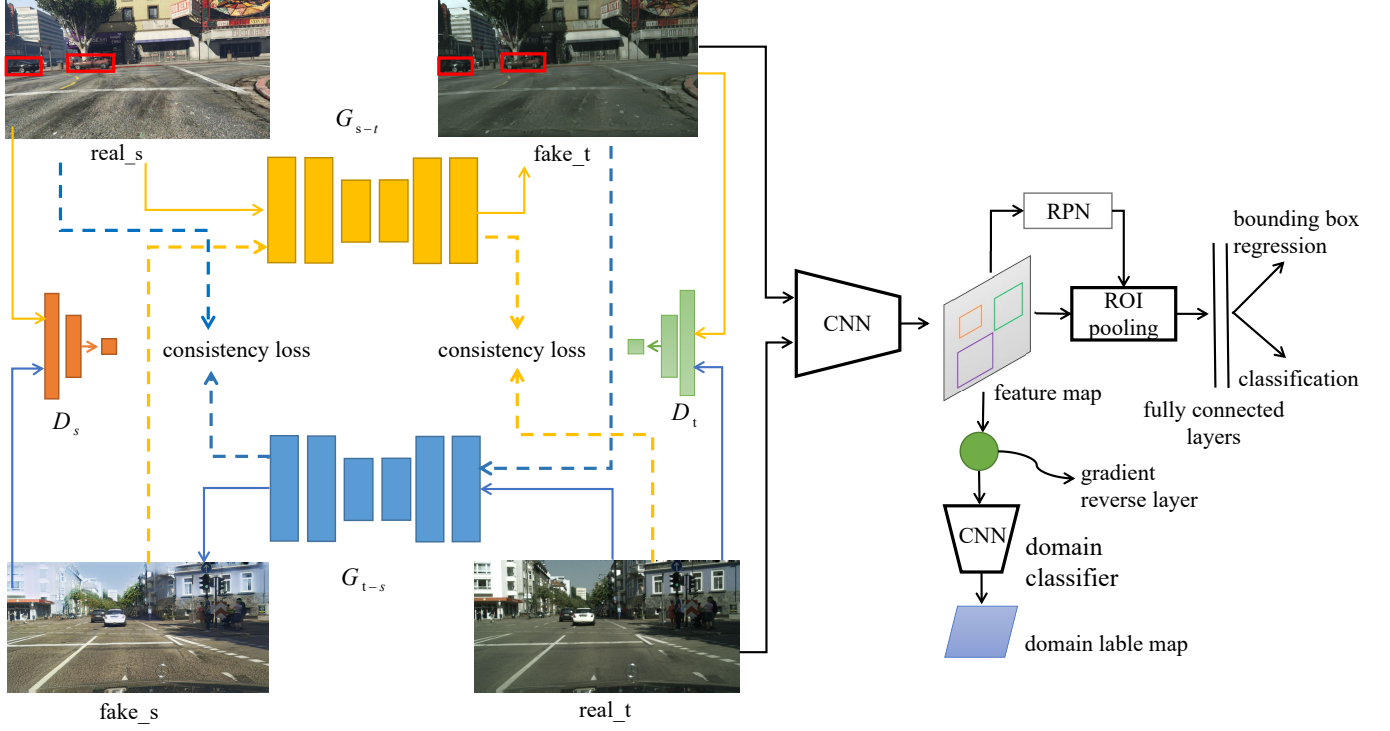 G s−t
real_s
fake_t
RPN
bounding box
regression
CNN
ROI
pooling
consistency loss
consistency loss
classification
feature map
fully connected
layers
D s
D t
gradient
reverse layer
CNN
domain
classifier
G t−s
domain lable map
fake_s
real_t